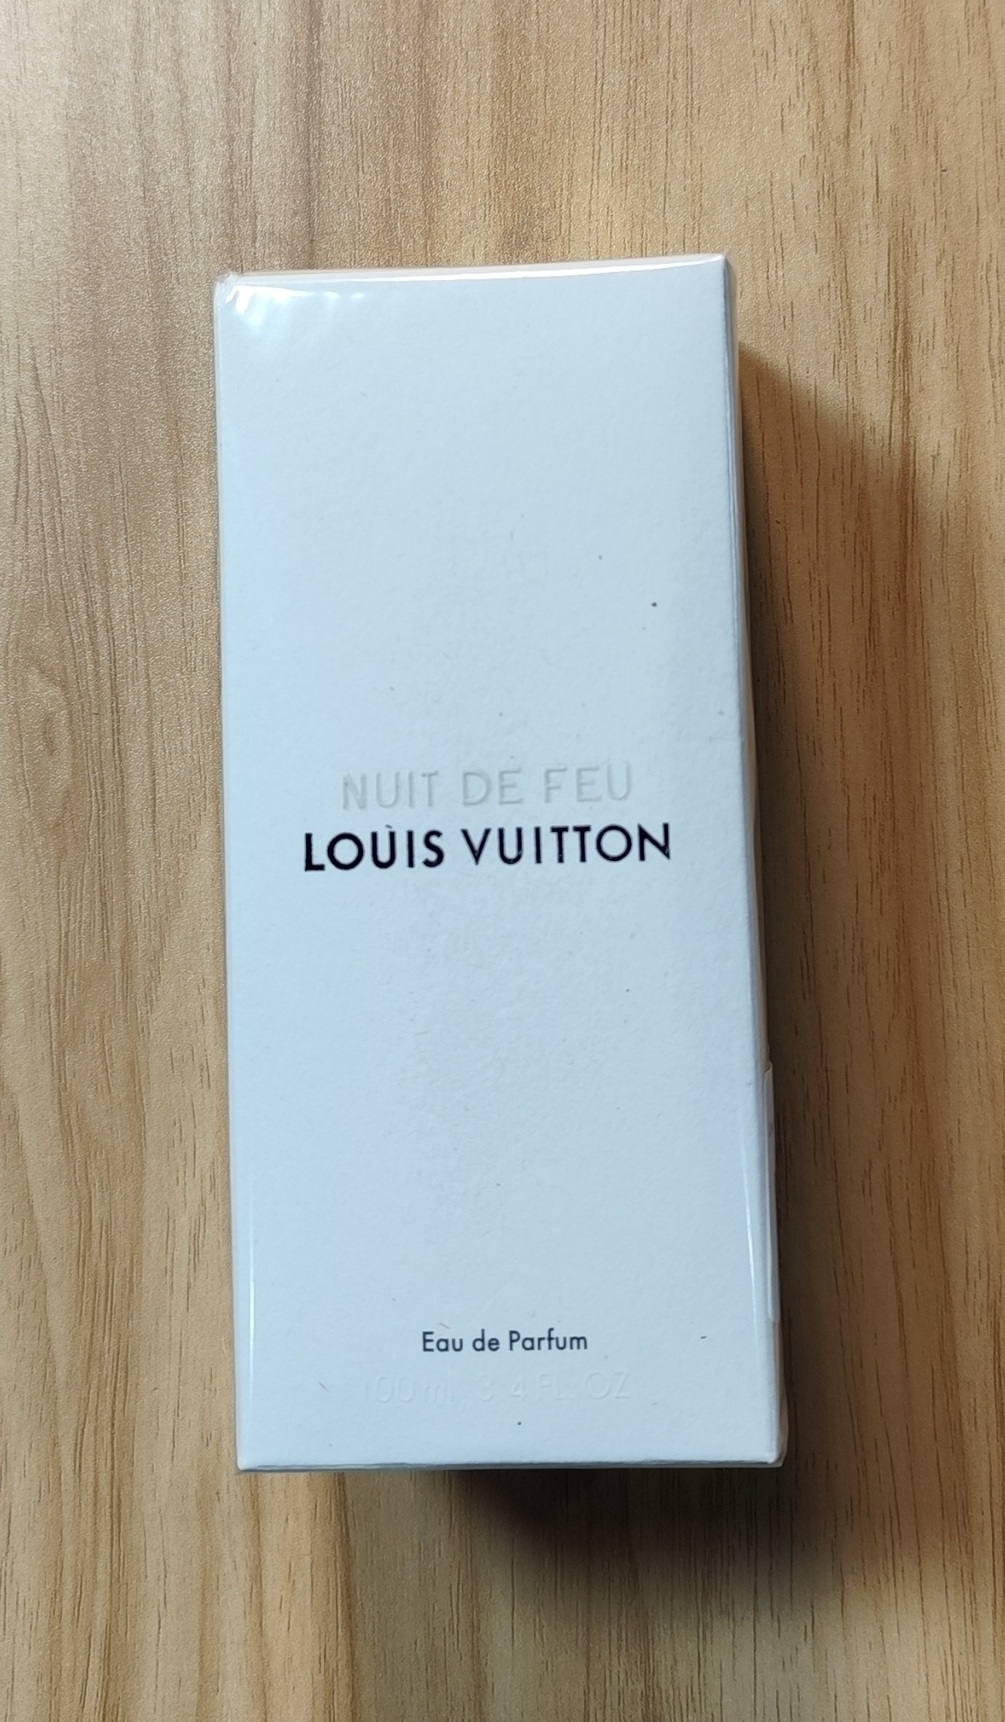 NUIT DE FEU
LOUIS VUITTON
Eau de Parfum
100ml 3.4 FL. OZ